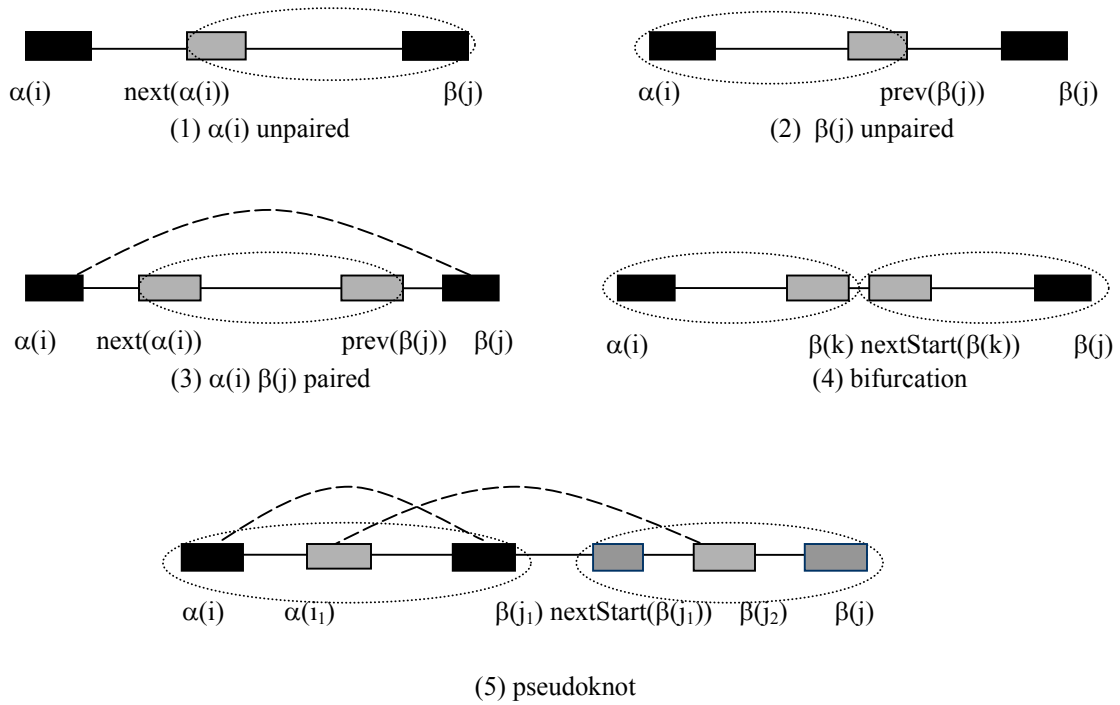 α(i) next(α(i)) β(j)
(1) α(i) unpaired
α(i) prev(β(j)) β(j)
(2) β(j) unpaired
α(i) next(α(i)) prev(β(j)) β(j)
(3) α(i) β(j) paired
α(i) β(k) nextStart(β(k)) β(j)
(4) bifurcation
α(i) α(i₁) β(j₁) nextStart(β(j₁)) β(j₂) β(j)
(5) pseudoknot